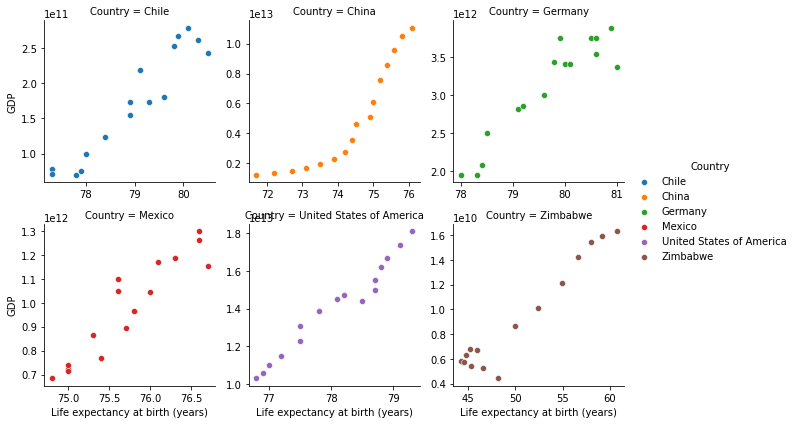 Country = Chile
1e11
GDP
2.5
2.0
1.5
1.0
78
79
80
Country = China
1e13
1.0
0.8
0.6
0.4
0.2
72
73
74
75
76
Country = Germany
1e12
3.5
3.0
2.5
2.0
78
79
80
81
Country = Mexico
1e12
GDP
1.3
1.2
1.1
1.0
0.9
0.8
0.7
75.0
75.5
76.0
76.5
Life expectancy at birth (years)
Country = United States of America
1e13
1.8
1.6
1.4
1.2
1.0
77
78
79
Life expectancy at birth (years)
Country = Zimbabwe
1e10
1.6
1.4
1.2
1.0
0.8
0.6
0.4
45
50
55
60
Life expectancy at birth (years)
Country
Chile
China
Germany
Mexico
United States of America
Zimbabwe